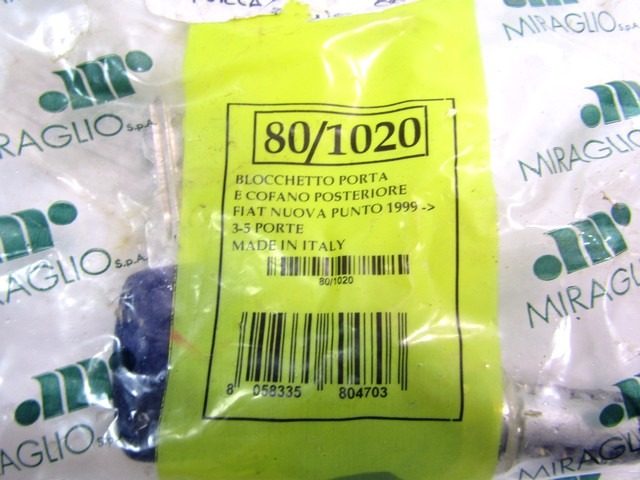 80/1020
BLOCCHETTO PORTA
E COFANO POSTERIORE
FIAT NUOVA PUNTO 1999 ->
3-5 PORTE
MADE IN ITALY
80/1020
8 058335 804703
MIRAGLIO S.p.A.
MIRAGLIO
MIRAGLIO S.p.A.
MIRAGLIO
MIRAGLIO